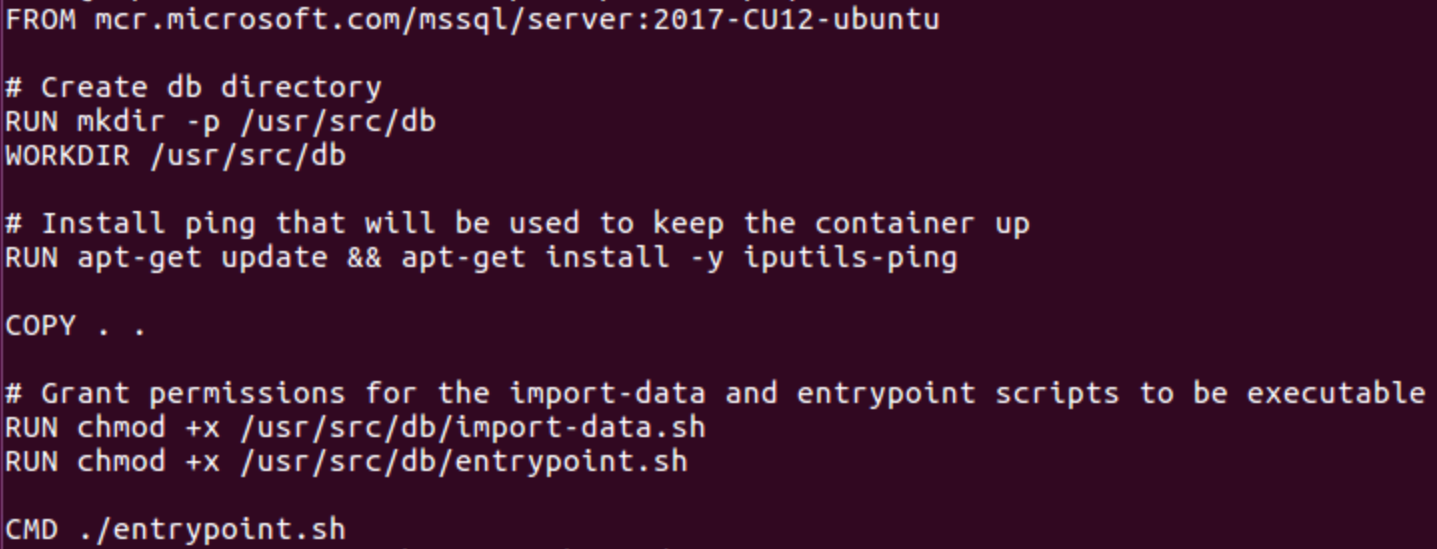 FROM mcr.microsoft.com/mssql/server:2017-CU12-ubuntu
# Create db directory
RUN mkdir -p /usr/src/db
WORKDIR /usr/src/db
# Install ping that will be used to keep the container up
RUN apt-get update && apt-get install -y iputils-ping
COPY . .
# Grant permissions for the import-data and entrypoint scripts to be executable
RUN chmod +x /usr/src/db/import-data.sh
RUN chmod +x /usr/src/db/entrypoint.sh
CMD ./entrypoint.sh